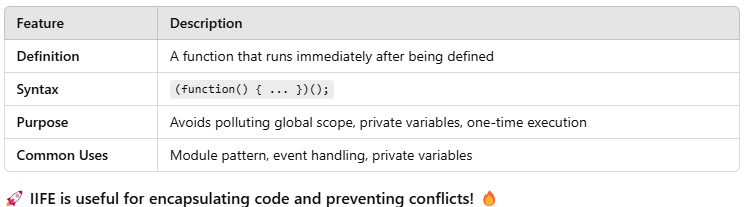 Feature Description
Definition A function that runs immediately after being defined
Syntax (function() { ... })();
Purpose Avoids polluting global scope, private variables, one-time execution
Common Uses Module pattern, event handling, private variables
🚀 IIFE is useful for encapsulating code and preventing conflicts! 🔥